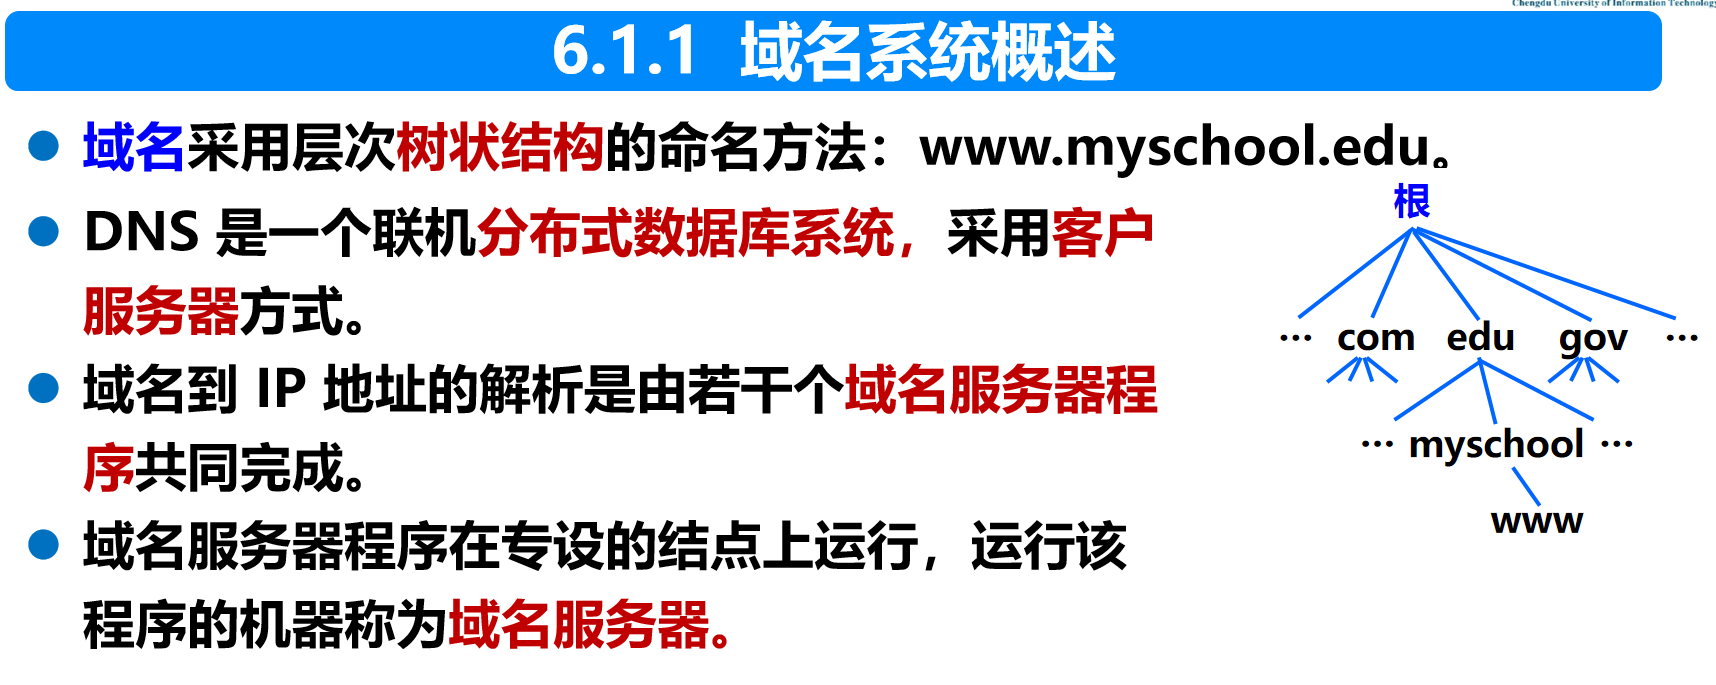 Chengdu University of Information Technology
6.1.1 域名系统概述
域名采用层次树状结构的命名方法：www.myschool.edu。
DNS 是一个联机分布式数据库系统，采用客户
服务器方式。
域名到 IP 地址的解析是由若干个域名服务器程
序共同完成。
域名服务器程序在专设的结点上运行，运行该
程序的机器称为域名服务器。
根
… com edu gov …
… myschool …
www